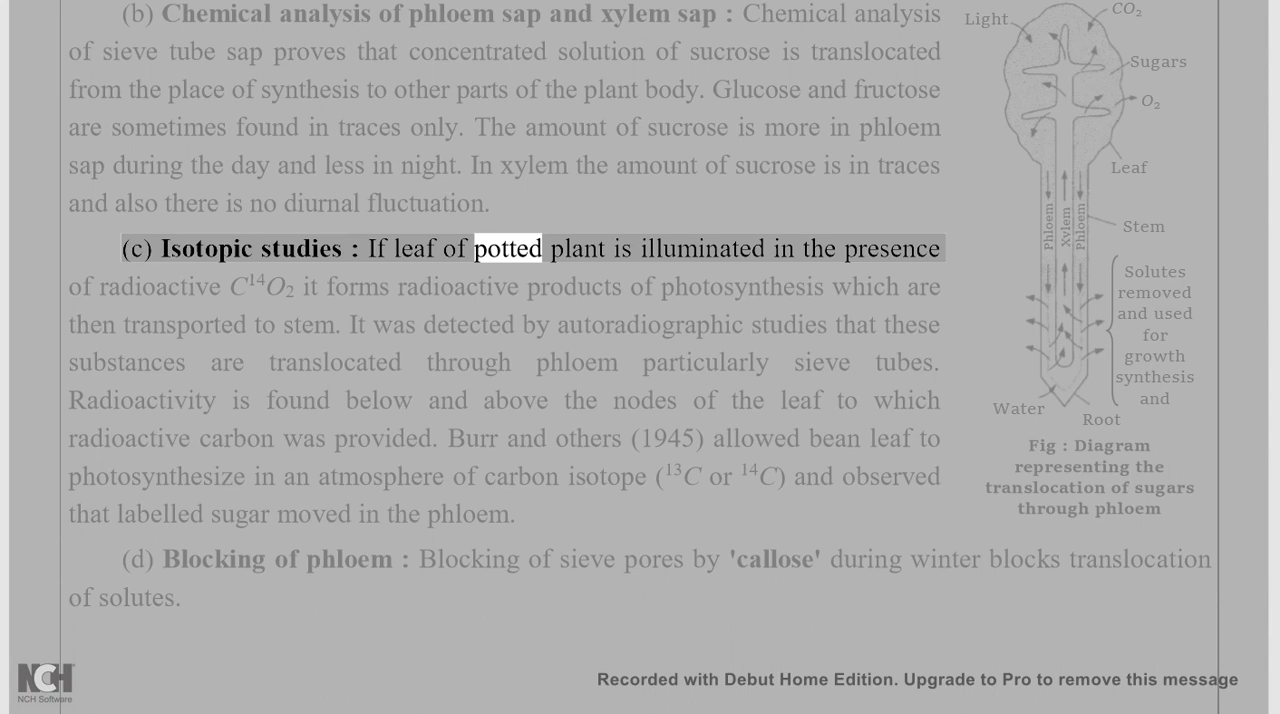 (b) Chemical analysis of phloem sap and xylem sap : Chemical analysis
of sieve tube sap proves that concentrated solution of sucrose is translocated
from the place of synthesis to other parts of the plant body. Glucose and fructose
are sometimes found in traces only. The amount of sucrose is more in phloem
sap during the day and less in night. In xylem the amount of sucrose is in traces
and also there is no diurnal fluctuation.
(c) Isotopic studies : If leaf of potted plant is illuminated in the presence
of radioactive C¹⁴O₂ it forms radioactive products of photosynthesis which are
then transported to stem. It was detected by autoradiographic studies that these
substances are translocated through phloem particularly sieve tubes.
Radioactivity is found below and above the nodes of the leaf to which
radioactive carbon was provided. Burr and others (1945) allowed bean leaf to
photosynthesize in an atmosphere of carbon isotope (¹³C or ¹⁴C) and observed
that labelled sugar moved in the phloem.
(d) Blocking of phloem : Blocking of sieve pores by 'callose' during winter blocks translocation
of solutes.
Light
CO₂
Sugars
O₂
Leaf
Phloem
Xylem
Phloem
Stem
Solutes
removed
and used
for
growth
synthesis
and
Water
Root
Fig : Diagram
representing the
translocation of sugars
through phloem
NCH
NCH Software
Recorded with Debut Home Edition. Upgrade to Pro to remove this message